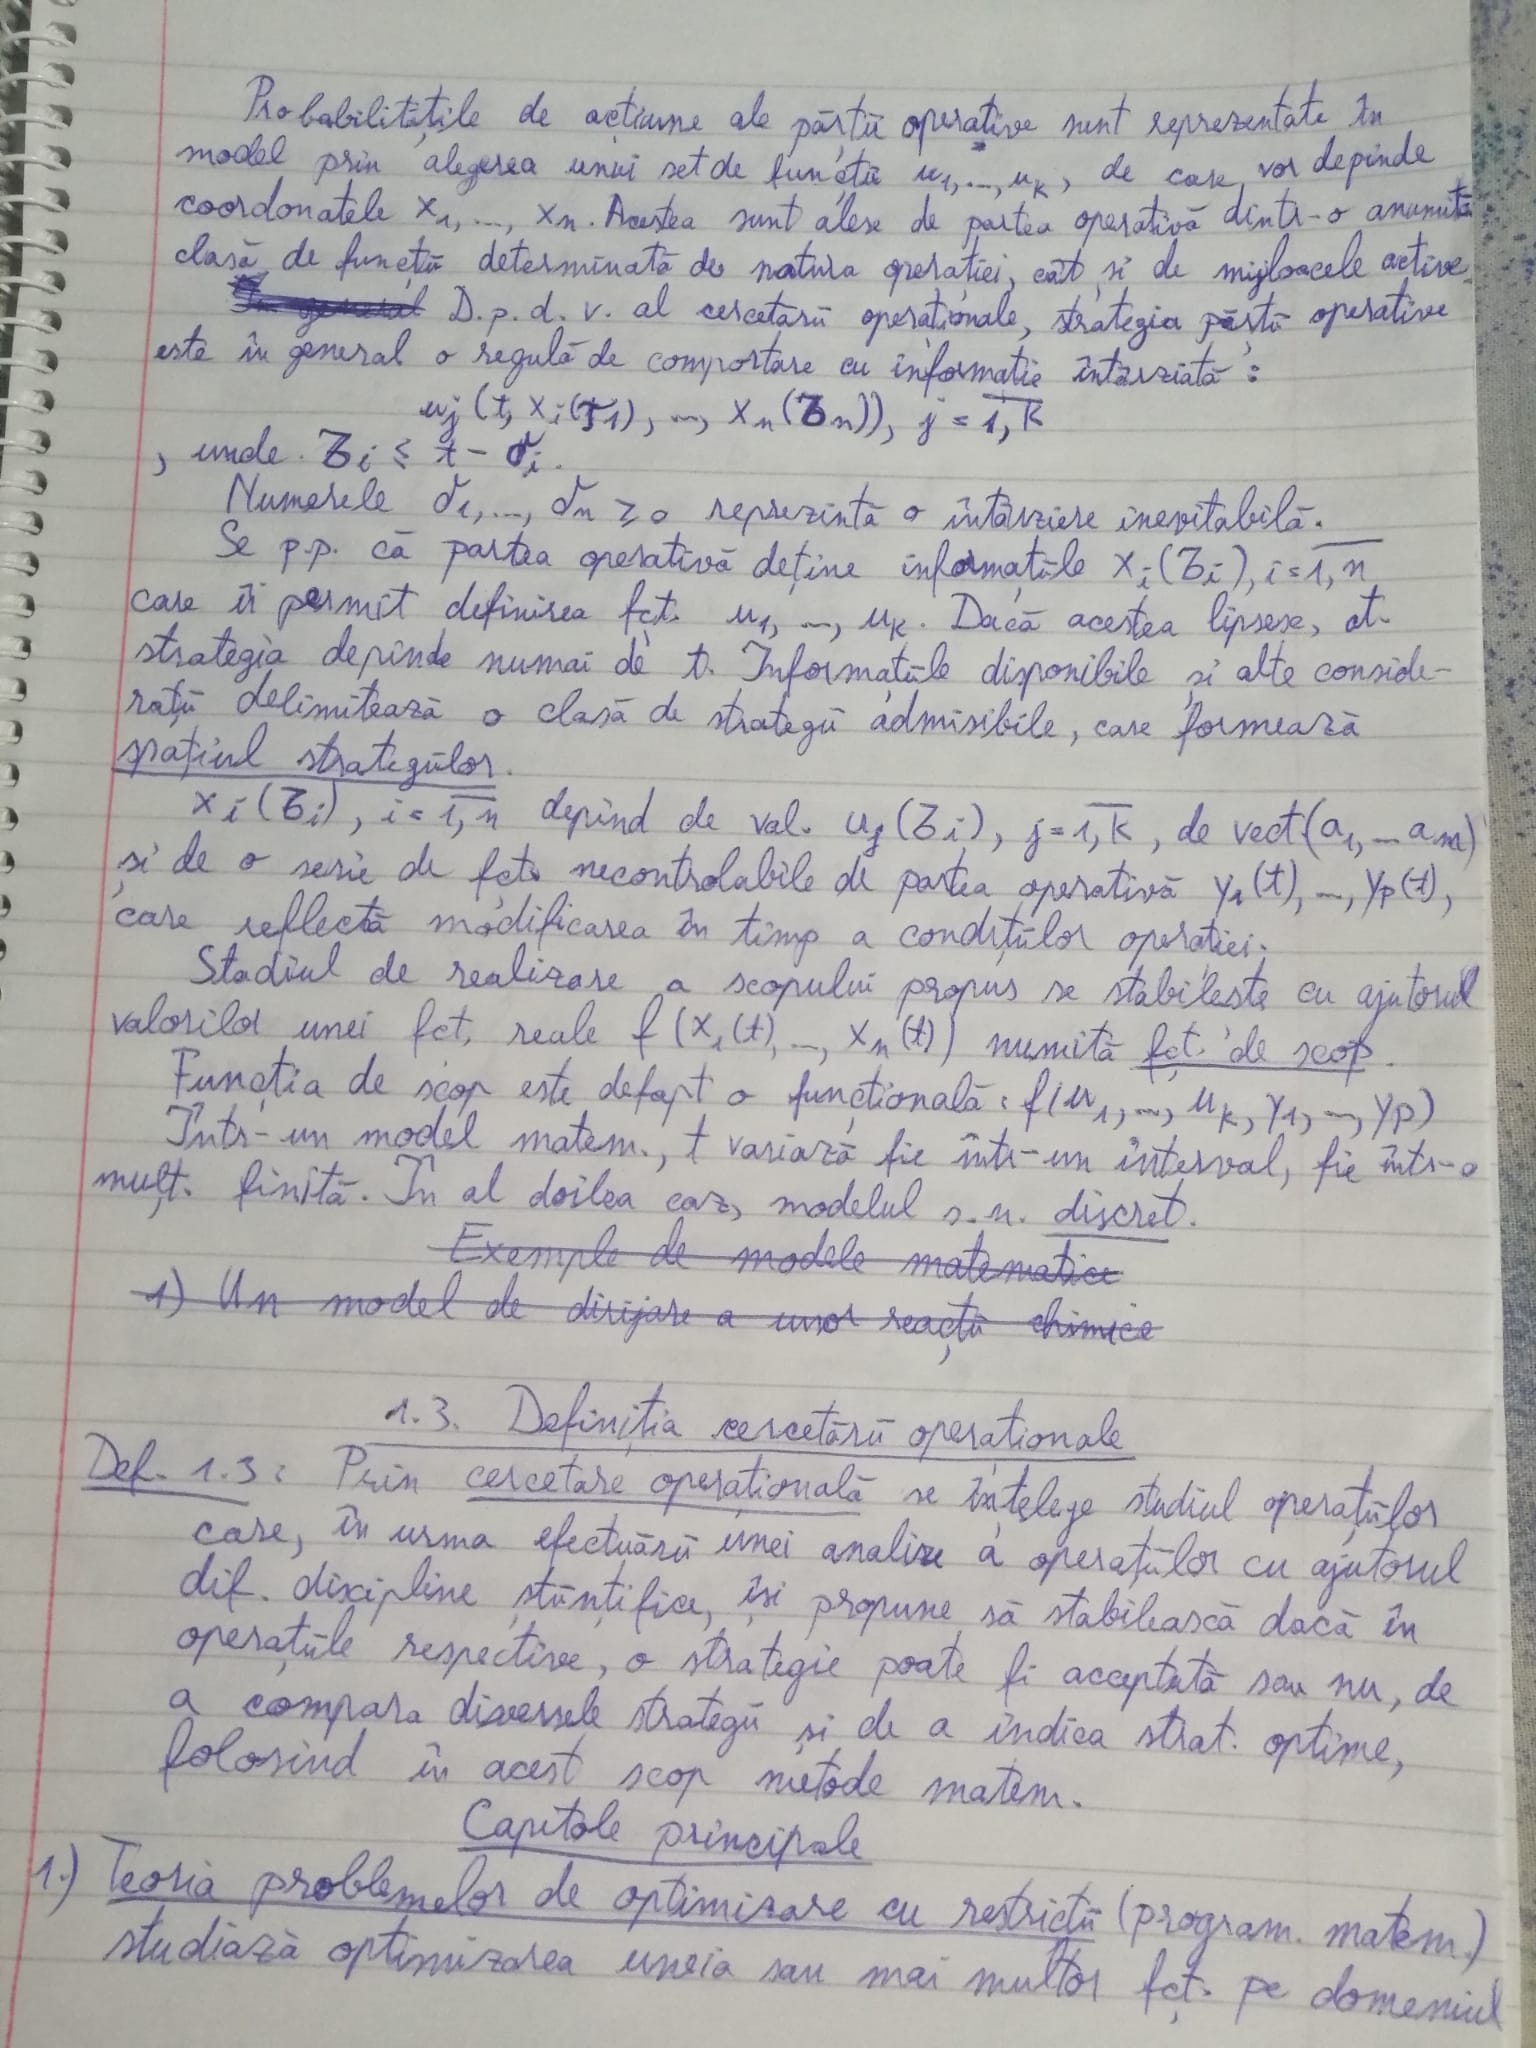 Probabilitățile de acțiune ale părții operative sunt reprezentate în
model prin alegerea unui set de funcții u₁, ..., uₖ, de care vor depinde
coordonatele x₁, ..., xₙ. Acestea sunt alese de partea operativă dintr-o anumită
clasă de funcții determinată de natura operației, cât și de mijloacele active.
În general D.p.d.v. al cercetării operaționale, strategia părții operative
este în general o regulă de comportare cu informație întârziată:
uⱼ(t, xᵢ(τ₁), ..., xₙ(τₙ)), j = 1,k
, unde τᵢ ≤ t - σᵢ.
Numerele σ₁, ..., σₙ ≥ 0 reprezintă o întârziere inevitabilă.
Se p.p. că partea operativă deține informațiile xᵢ(τᵢ), i = 1,n
care îi permit definirea fct. u₁, ..., uₖ. Dacă acestea lipsesc, at.
strategia depinde numai de t. Informațiile disponibile și alte conside-
rații delimitează o clasă de strategii admisibile, care formează
spațiul strategiilor.
xᵢ(τᵢ), i = 1,n depind de val. uⱼ(τᵢ), j = 1,k, de vect.(a₁, ... aₘ)
și de o serie de fct. necontrolabile de partea operativă y₁(t), ..., yₚ(t),
care reflectă modificarea în timp a condițiilor operației.
Stadiul de realizare a scopului propus se stabilește cu ajutorul
valorilor unei fct. reale f(x₁(t), ..., xₙ(t)) numită fct. de scop.
Funcția de scop este defapt o funcțională: f(u₁, ..., uₖ, y₁, ..., yₚ)
Într-un model matem., t variază fie într-un interval, fie într-o
mulț. finită. În al doilea caz, modelul s.n. discret.
Exemple de modele matematice
1) Un model de dirijare a unor reacții chimice
1.3. Definiția cercetării operaționale
Def. 1.3: Prin cercetare operațională se înțelege studiul operațiilor
care, în urma efectuării unei analize a operațiilor cu ajutorul
dif. discipline științifice, își propune să stabilească dacă în
operațiile respective, o strategie poate fi acceptată sau nu, de
a compara diversele strategii și de a indica strat. optime,
folosind în acest scop metode matem.
Capitole principale
1.) Teoria problemelor de optimizare cu restricții (program. matem.)
studiază optimizarea uneia sau mai multor fct. pe domeniul